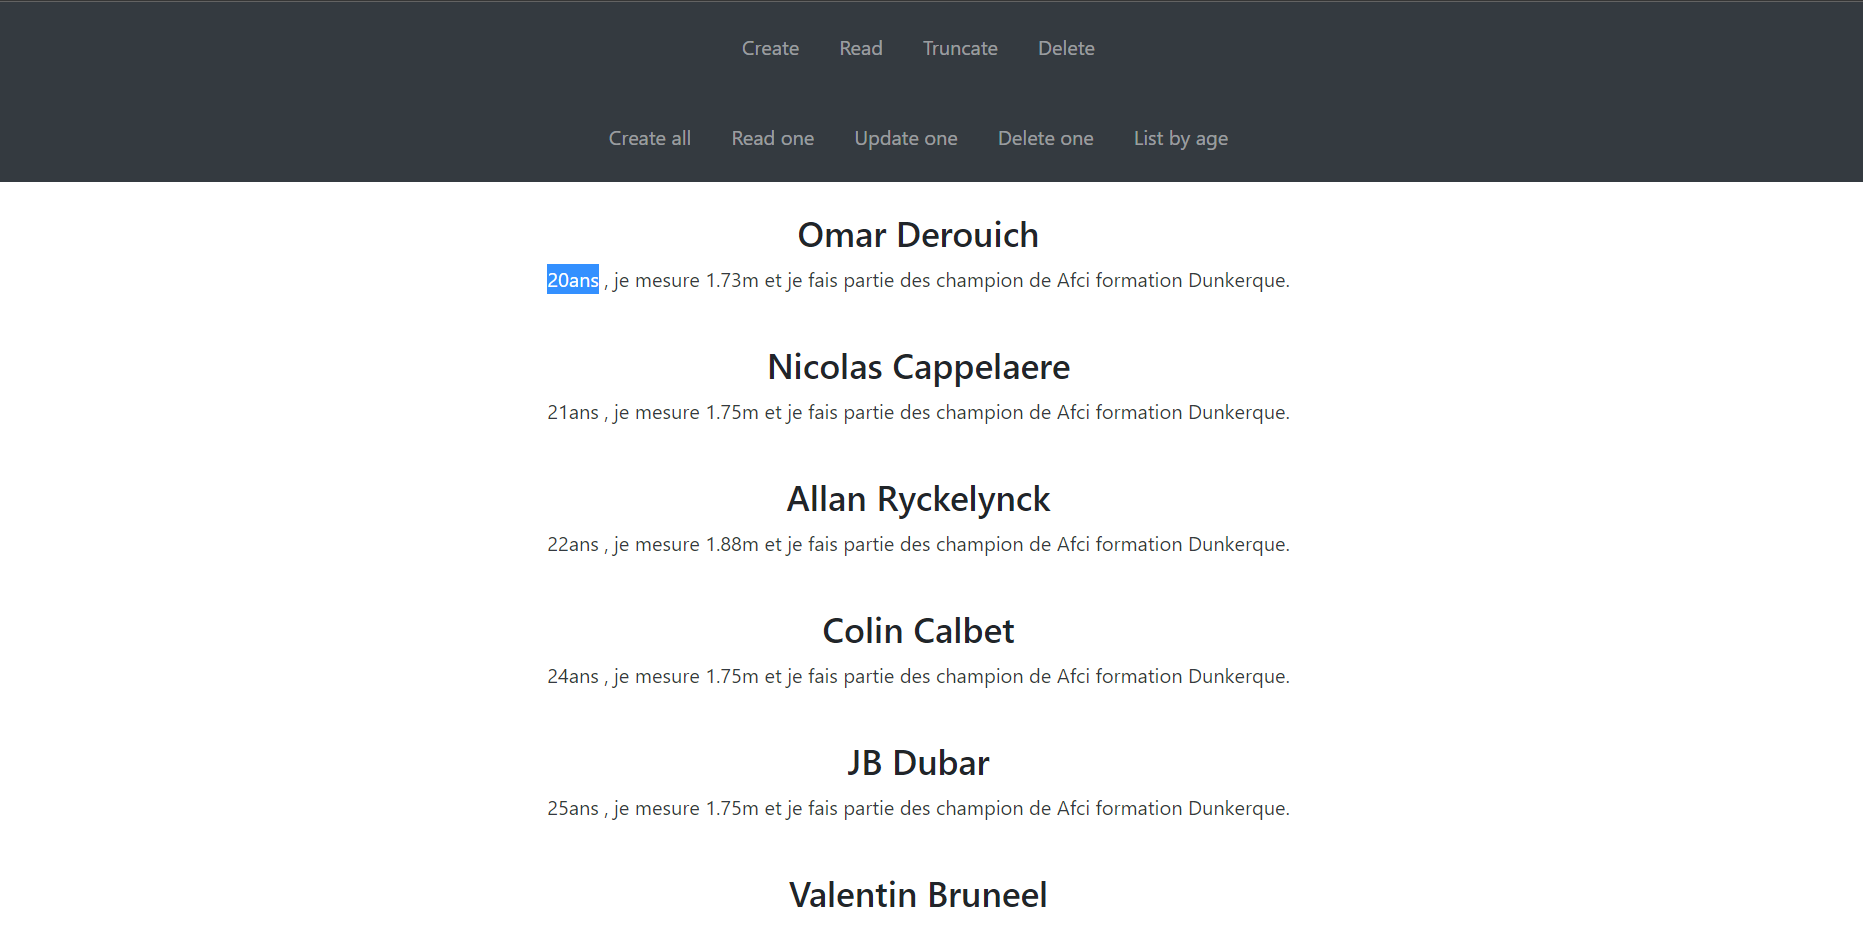 Create Read Truncate Delete
Create all Read one Update one Delete one List by age
Omar Derouich
20ans , je mesure 1.73m et je fais partie des champion de Afci formation Dunkerque.
Nicolas Cappelaere
21ans , je mesure 1.75m et je fais partie des champion de Afci formation Dunkerque.
Allan Ryckelynck
22ans , je mesure 1.88m et je fais partie des champion de Afci formation Dunkerque.
Colin Calbet
24ans , je mesure 1.75m et je fais partie des champion de Afci formation Dunkerque.
JB Dubar
25ans , je mesure 1.75m et je fais partie des champion de Afci formation Dunkerque.
Valentin Bruneel